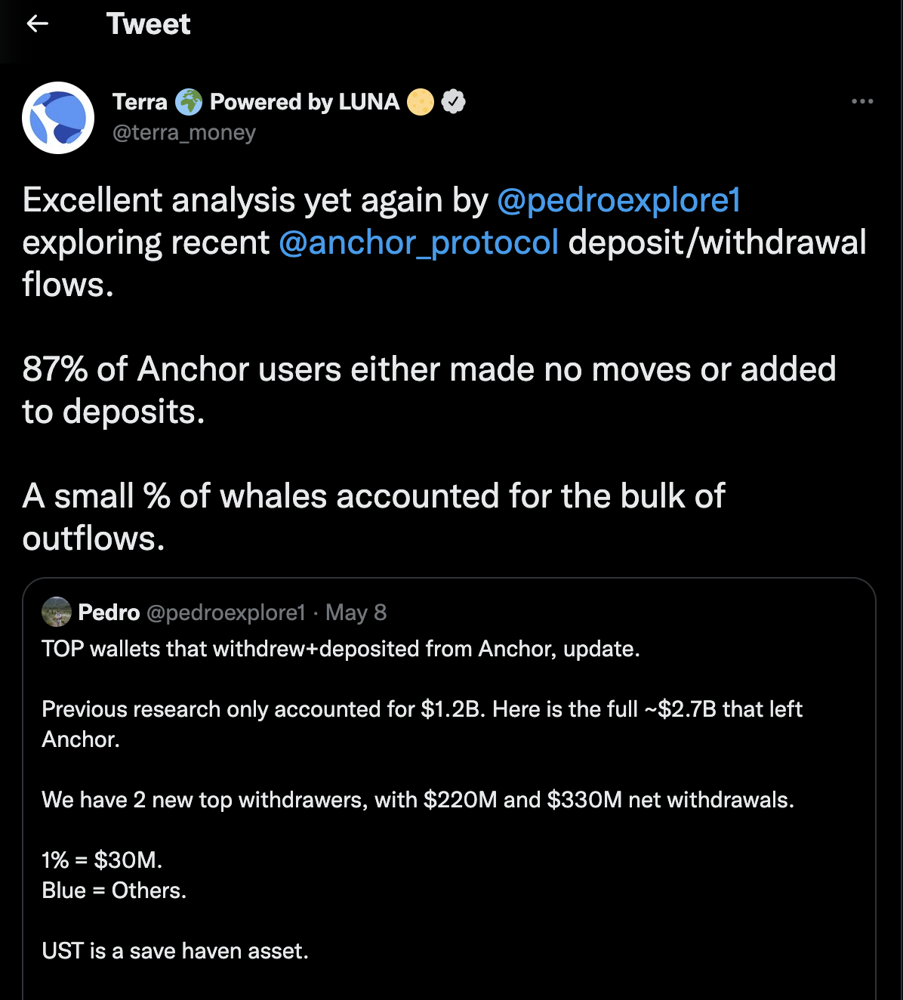 Tweet
Terra 🌍 Powered by LUNA 🌕
@terra_money
Excellent analysis yet again by @pedroexplore1
exploring recent @anchor_protocol deposit/withdrawal
flows.
87% of Anchor users either made no moves or added
to deposits.
A small % of whales accounted for the bulk of
outflows.
Pedro @pedroexplore1 · May 8
TOP wallets that withdrew+deposited from Anchor, update.
Previous research only accounted for $1.2B. Here is the full ~$2.7B that left
Anchor.
We have 2 new top withdrawers, with $220M and $330M net withdrawals.
1% = $30M.
Blue = Others.
UST is a save haven asset.